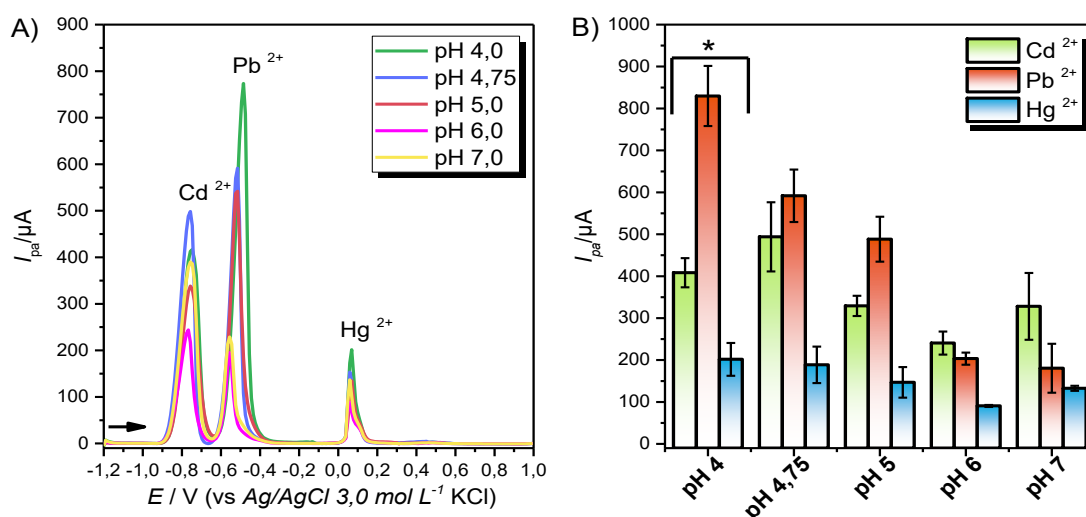 A)
900
800
700
600
500
400
300
200
100
0
I pa/µA
pH 4,0
pH 4,75
pH 5,0
pH 6,0
pH 7,0
Pb 2+
Cd 2+
Hg 2+
-1,2 -1,0 -0,8 -0,6 -0,4 -0,2 0,0 0,2 0,4 0,6 0,8 1,0
E / V (vs Ag/AgCl 3,0 mol L-1 KCl)
B)
1000
900
800
700
600
500
400
300
200
100
0
I pa/µA
*
Cd 2+
Pb 2+
Hg 2+
pH 4
pH 4,75
pH 5
pH 6
pH 7